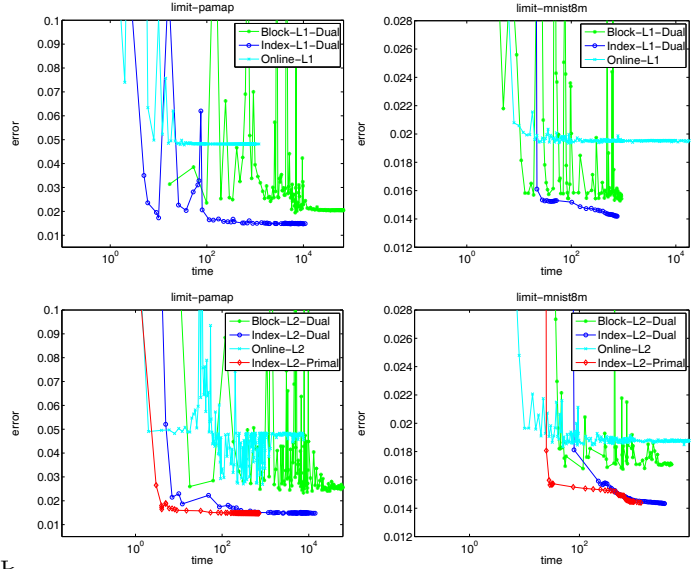 limit-pamap
0.1
0.09
0.08
0.07
0.06
0.05
0.04
0.03
0.02
0.01
error
10^0
10^2
10^4
time
Block-L1-Dual
Index-L1-Dual
Online-L1
limit-mnist8m
0.028
0.026
0.024
0.022
0.02
0.018
0.016
0.014
0.012
error
10^0
10^2
time
Block-L1-Dual
Index-L1-Dual
Online-L1
limit-pamap
0.1
0.09
0.08
0.07
0.06
0.05
0.04
0.03
0.02
0.01
error
10^0
10^2
10^4
time
Block-L2-Dual
Index-L2-Dual
Online-L2
Index-L2-Primal
limit-mnist8m
0.028
0.026
0.024
0.022
0.02
0.018
0.016
0.014
0.012
error
10^0
10^2
time
Block-L2-Dual
Index-L2-Dual
Online-L2
Index-L2-Primal